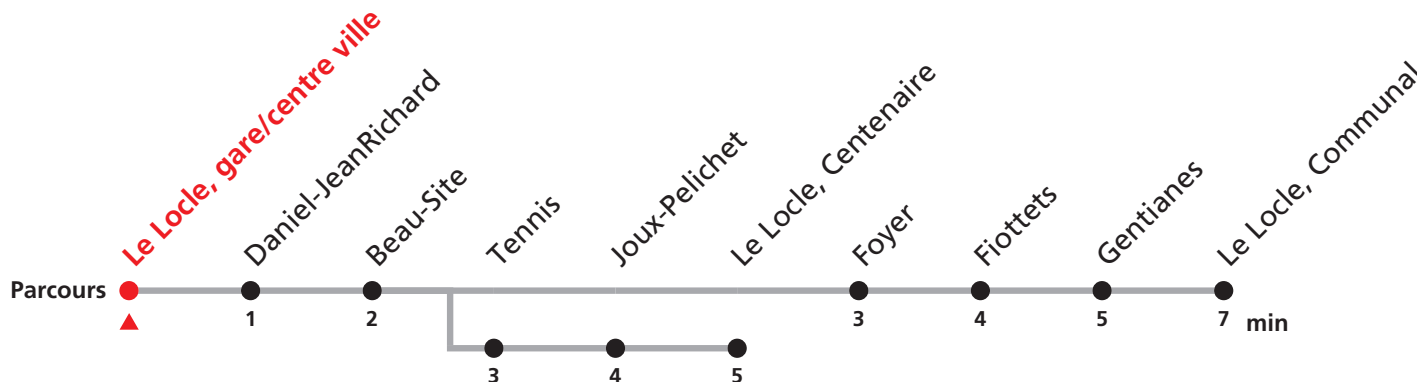 Le Locle, gare/centre ville
Daniel-JeanRichard
Beau-Site
Tennis
Joux-Pelichet
Le Locle, Centenaire
Foyer
Fiottets
Gentianes
Le Locle, Communal
Parcours
1
2
3
4
5
7
min
3
4
5